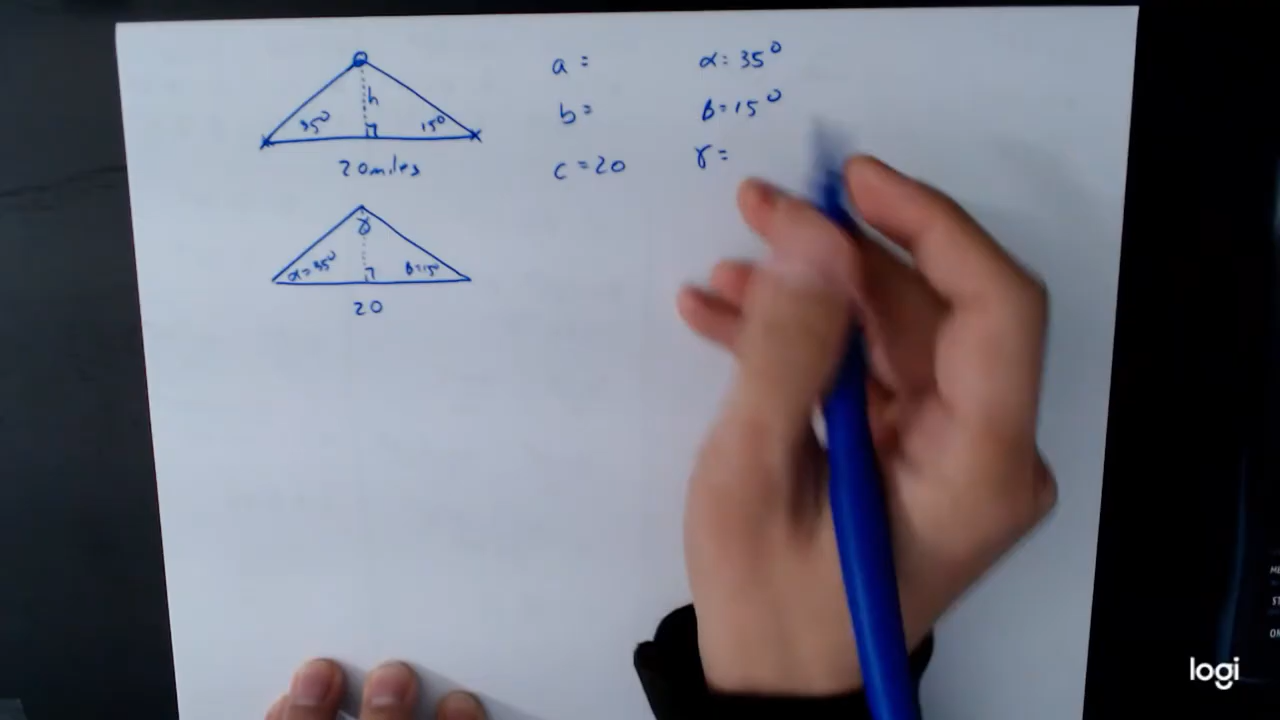 h
35° 15°
20 miles
γ
α=35° β=15°
20
a =
b =
c = 20
α = 35°
β = 15°
γ =
logi